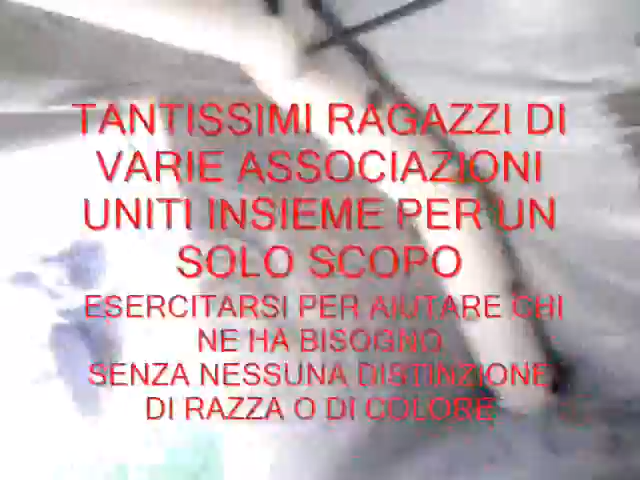 TANTISSIMI RAGAZZI DI
VARIE ASSOCIAZIONI
UNITI INSIEME PER UN
SOLO SCOPO
ESERCITARSI PER AIUTARE CHI
NE HA BISOGNO
SENZA NESSUNA DISTINZIONE
DI RAZZA O DI COLORE